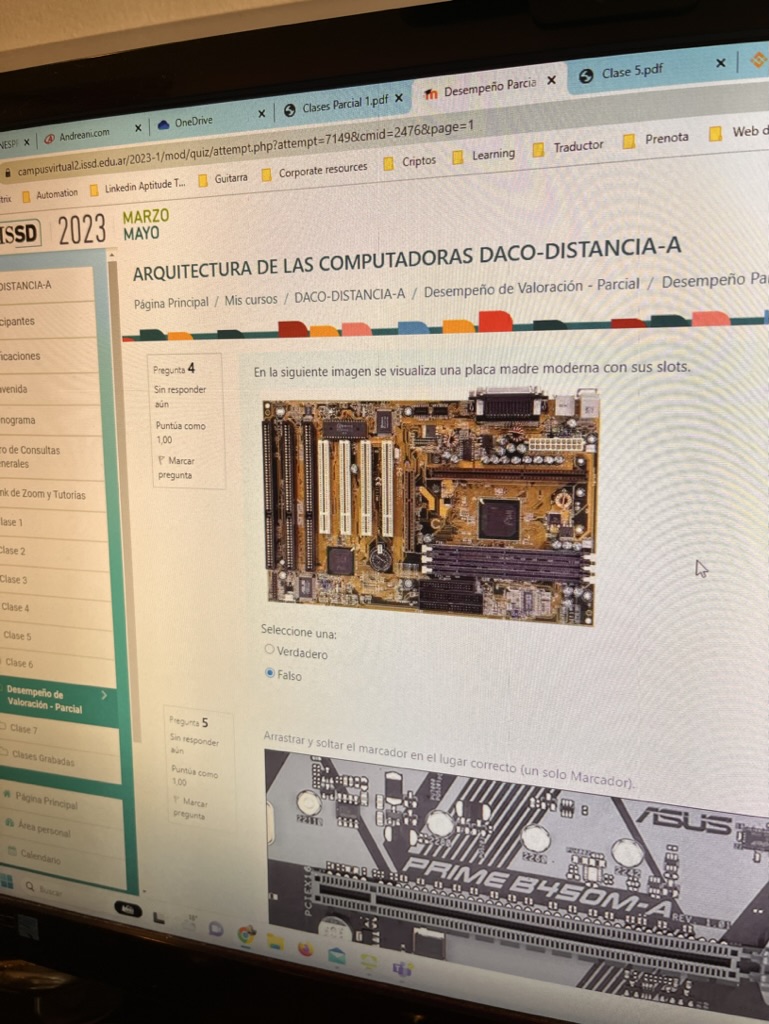 Andreani.com
OneDrive
Clases Parcial 1.pdf
Desempeño Parcia
Clase 5.pdf
campusvirtual2.issd.edu.ar/2023-1/mod/quiz/attempt.php?attempt=7149&cmid=2476&page=1
Automation
Linkedin Aptitude T...
Guitarra
Corporate resources
Criptos
Learning
Traductor
Prenota
Web d
ISSD 2023 MARZO
MAYO
ARQUITECTURA DE LAS COMPUTADORAS DACO-DISTANCIA-A
Página Principal / Mis cursos / DACO-DISTANCIA-A / Desempeño de Valoración - Parcial / Desempeño Pa
DISTANCIA-A
cipantes
ficaciones
nvenida
nograma
ro de Consultas
nerales
nk de Zoom y Tutorias
lase 1
Clase 2
Clase 3
Clase 4
Clase 5
Clase 6
Desempeño de
Valoración - Parcial
Clase 7
Clases Grabadas
Página Principal
Área personal
Calendario
Buscar
Pregunta 4
Sin responder
aún
Puntúa como
1,00
Marcar
pregunta
En la siguiente imagen se visualiza una placa madre moderna con sus slots.
Seleccione una:
Verdadero
Falso
Pregunta 5
Sin responder
aún
Puntúa como
1,00
Marcar
pregunta
Arrastrar y soltar el marcador en el lugar correcto (un solo Marcador).
ASUS
PRIME B450M-A
PCIEX16
2280
2260
2242